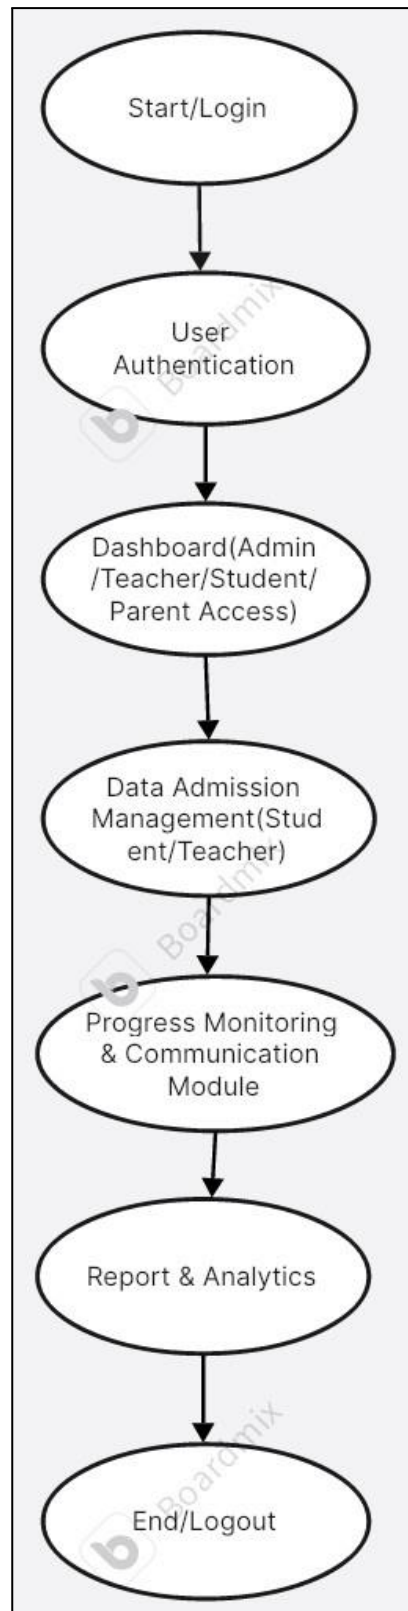 Start/Login
User
Authentication
Boardmix
Dashboard(Admin
/Teacher/Student/
Parent Access)
Data Admission
Management(Stud
ent/Teacher)
Boardmix
Progress Monitoring
& Communication
Module
Report & Analytics
End/Logout
Boardmix